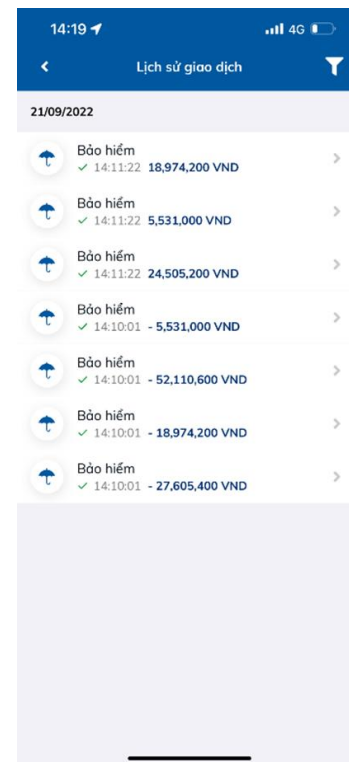 14:19
4G
Lịch sử giao dịch
21/09/2022
Bảo hiểm
14:11:22 18,974,200 VND
Bảo hiểm
14:11:22 5,531,000 VND
Bảo hiểm
14:11:22 24,505,200 VND
Bảo hiểm
14:10:01 - 5,531,000 VND
Bảo hiểm
14:10:01 - 52,110,600 VND
Bảo hiểm
14:10:01 - 18,974,200 VND
Bảo hiểm
14:10:01 - 27,605,400 VND